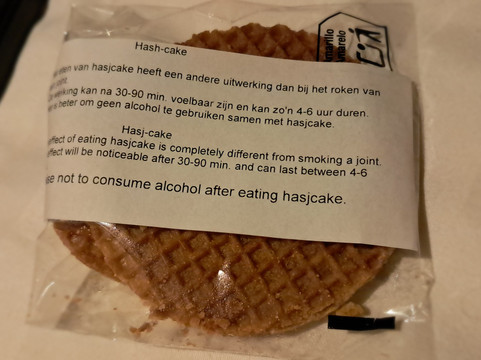 Hash-cake
van hasjcake heeft een andere uitwerking dan bij het roken van
joint.
werking kan na 30-90 min. voelbaar zijn en kan zo'n 4-6 uur duren.
beter om geen alcohol te gebruiken samen met hasjcake.
Hasj-cake
effect of eating hasjcake is completely different from smoking a joint.
effect will be noticeable after 30-90 min. and can last between 4-6
not to consume alcohol after eating hasjcake.
amarillo
amarelo